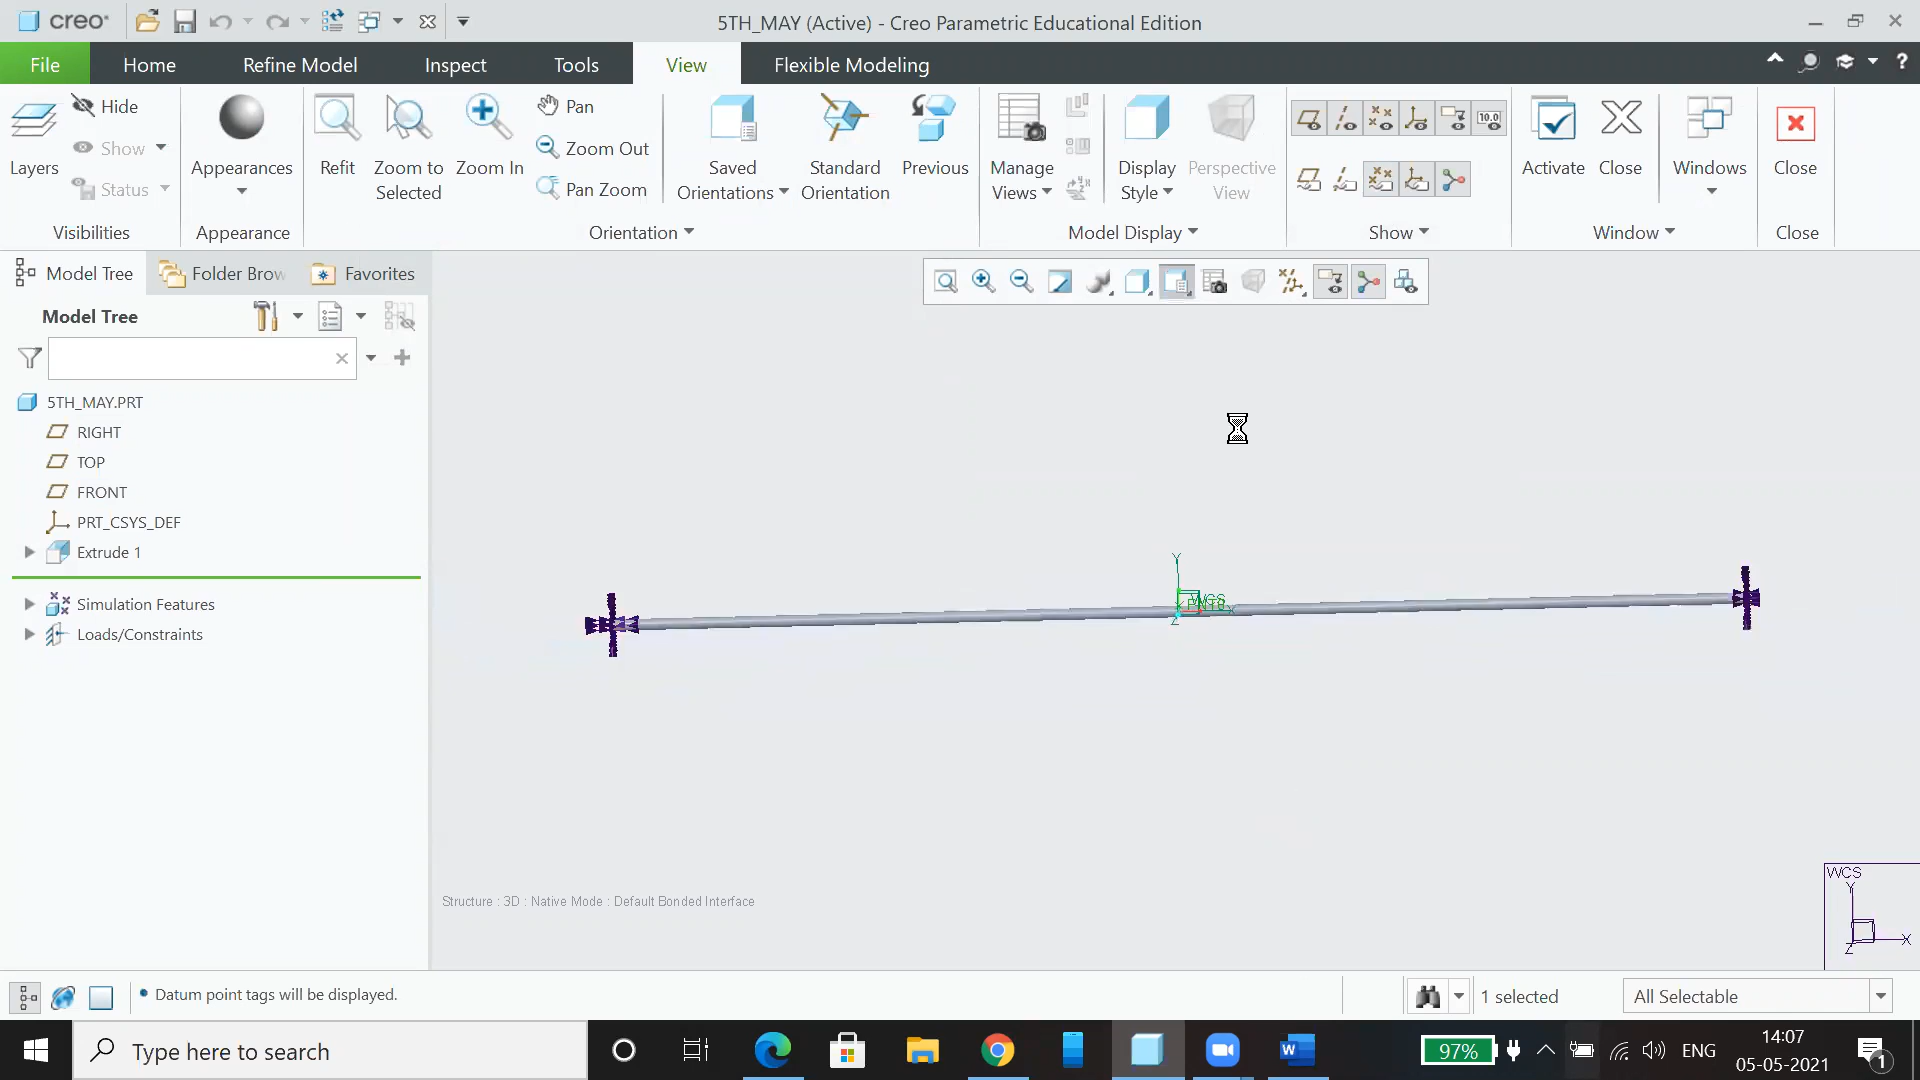 creo
5TH_MAY (Active) - Creo Parametric Educational Edition
File
Home
Refine Model
Inspect
Tools
View
Flexible Modeling
Layers
Hide
Show
Status
Visibilities
Appearances
Appearance
Refit
Zoom to Selected
Zoom In
Pan
Zoom Out
Pan Zoom
Saved Orientations
Standard Orientation
Previous
Orientation
Manage Views
Display Style
Perspective View
Model Display
10.0
Show
Activate
Close
Windows
Window
Close
Close
Model Tree
Folder Brow
Favorites
Model Tree
5TH_MAY.PRT
RIGHT
TOP
FRONT
PRT_CSYS_DEF
Extrude 1
Simulation Features
Loads/Constraints
Y
WCS
X
Z
Structure : 3D : Native Mode : Default Bonded Interface
WCS
Y
X
Z
Datum point tags will be displayed.
1 selected
All Selectable
Type here to search
97%
ENG
14:07
05-05-2021
1